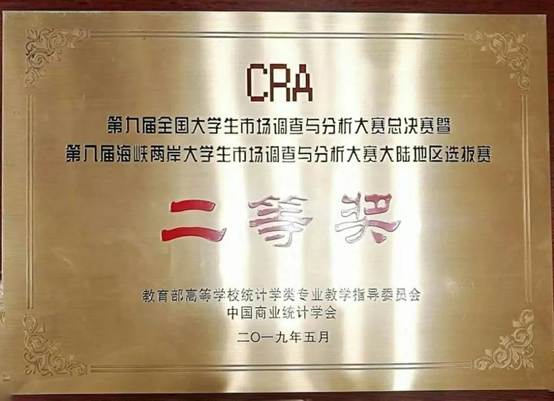 CRA
第九届全国大学生市场调查与分析大赛总决赛暨
第八届海峡两岸大学生市场调查与分析大赛大陆地区选拔赛
二等奖
教育部高等学校统计学类专业教学指导委员会
中国商业统计学会
二〇一九年五月